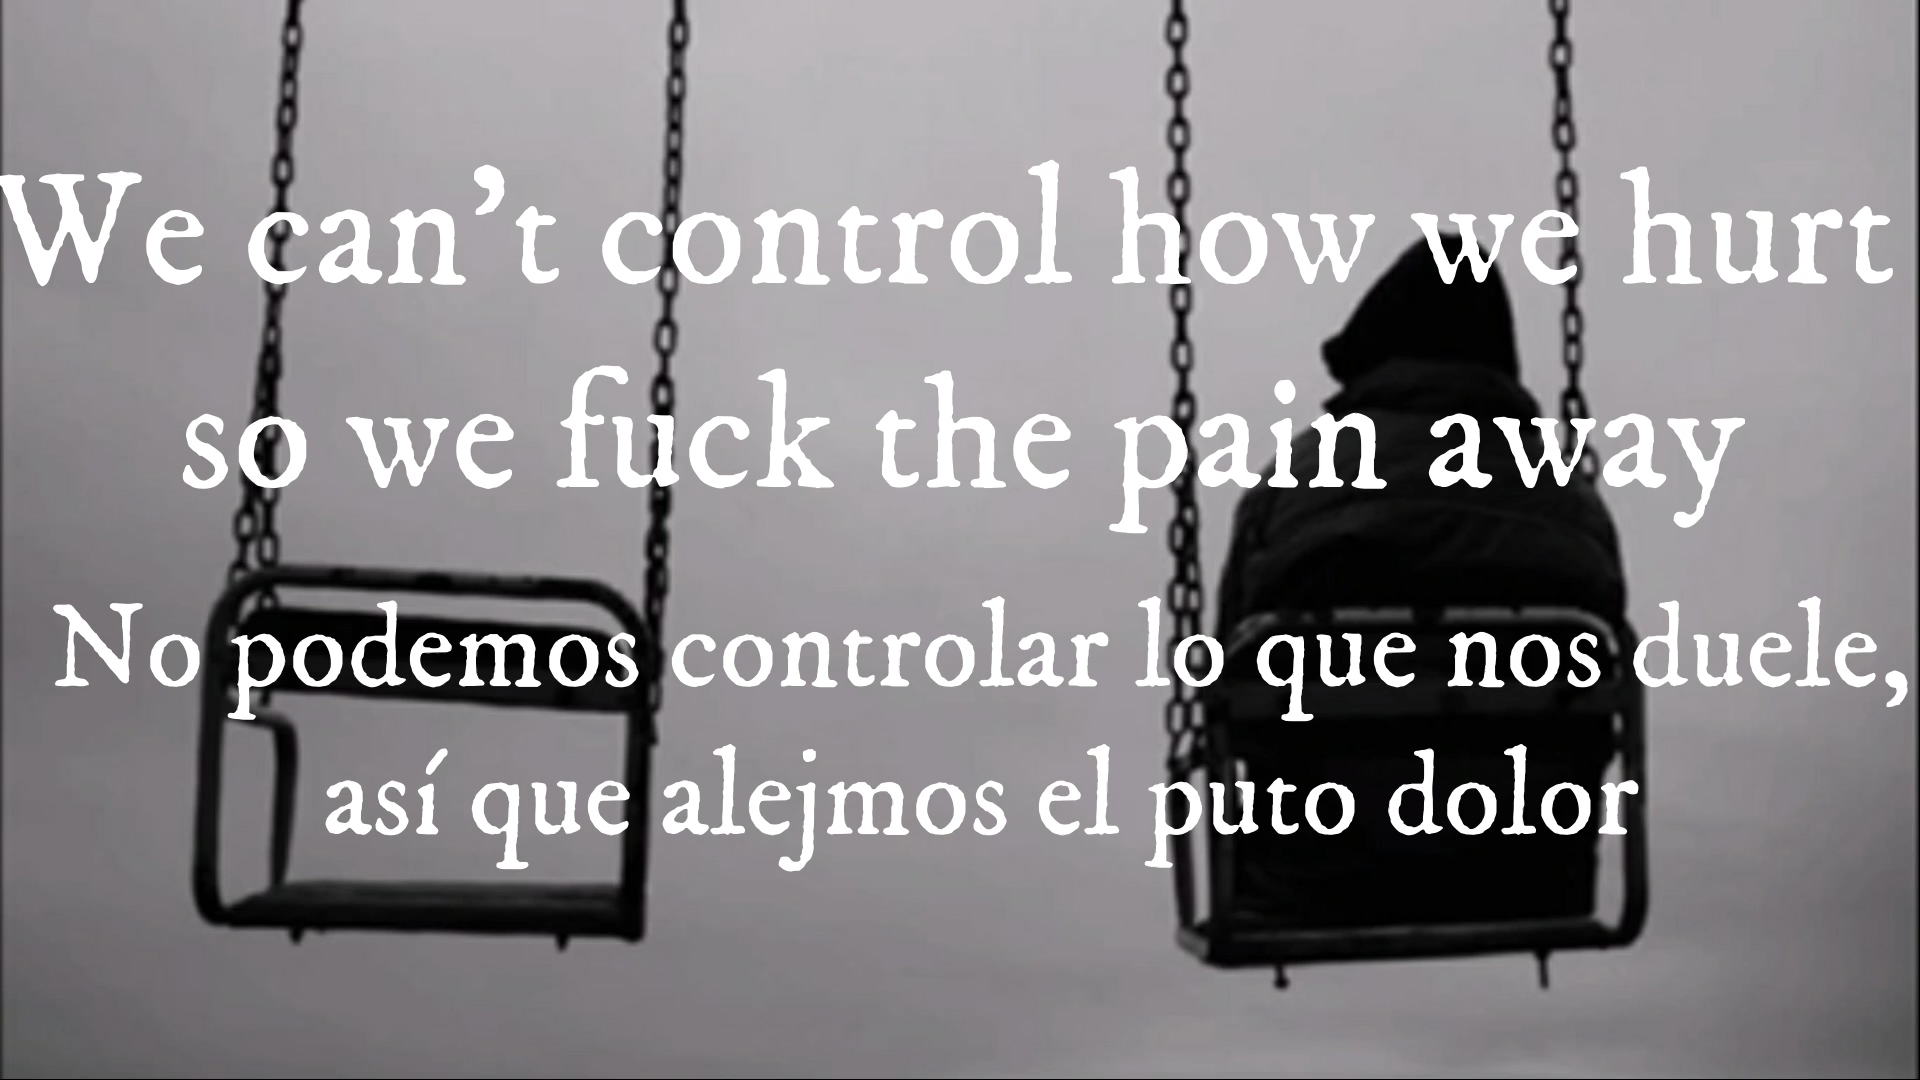 We can't control how we hurt
so we fuck the pain away
No podemos controlar lo que nos duele,
así que alejmos el puto dolor